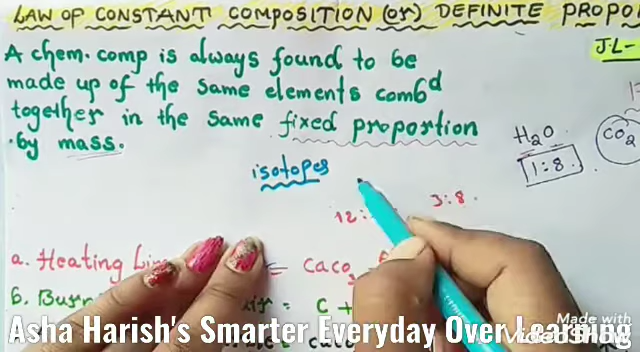 LAW OF CONSTANT COMPOSITION (or) DEFINITE PROPO
J.L-
A chem. comp is always found to be
made up of the same elements combd
together in the same fixed proportion
by mass.
H2O
1:8
CO2
isotopes
12:
3:8
a. Heating = CaCO3
b. = C +
Made with
VivaVideo
Asha Harish's Smarter Everyday Over Learning